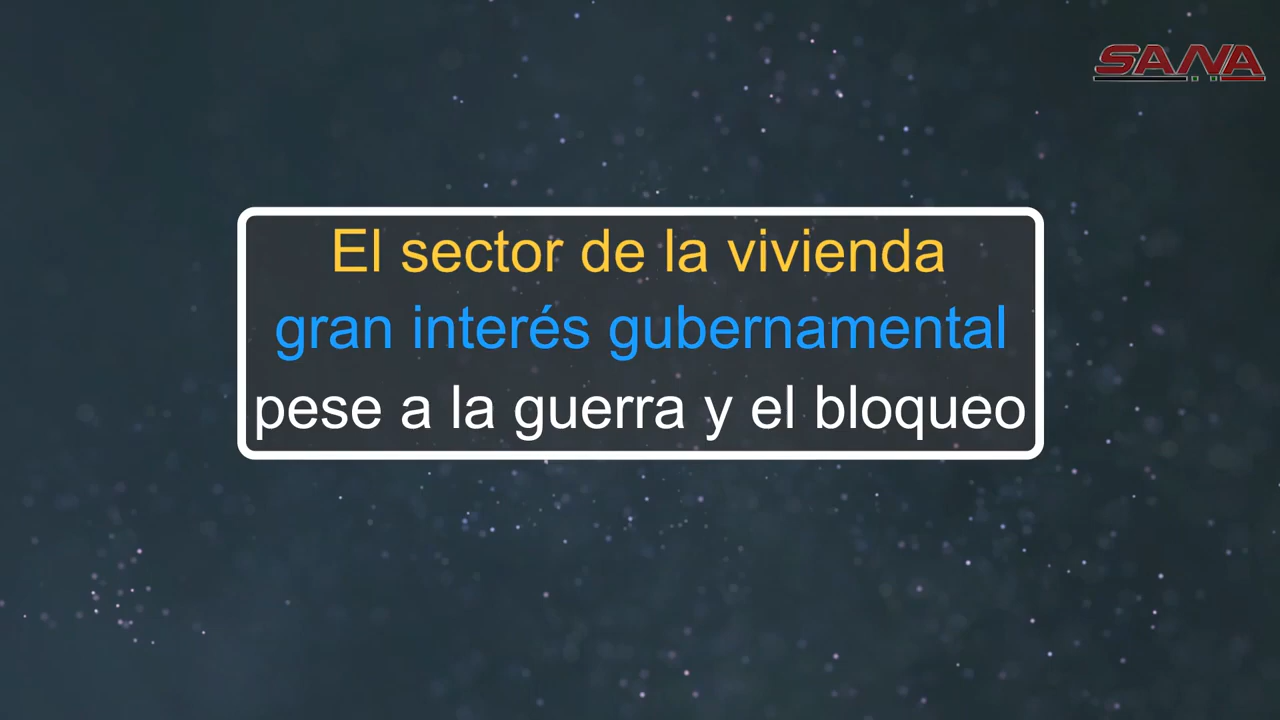 SANA
El sector de la vivienda
gran interés gubernamental
pese a la guerra y el bloqueo